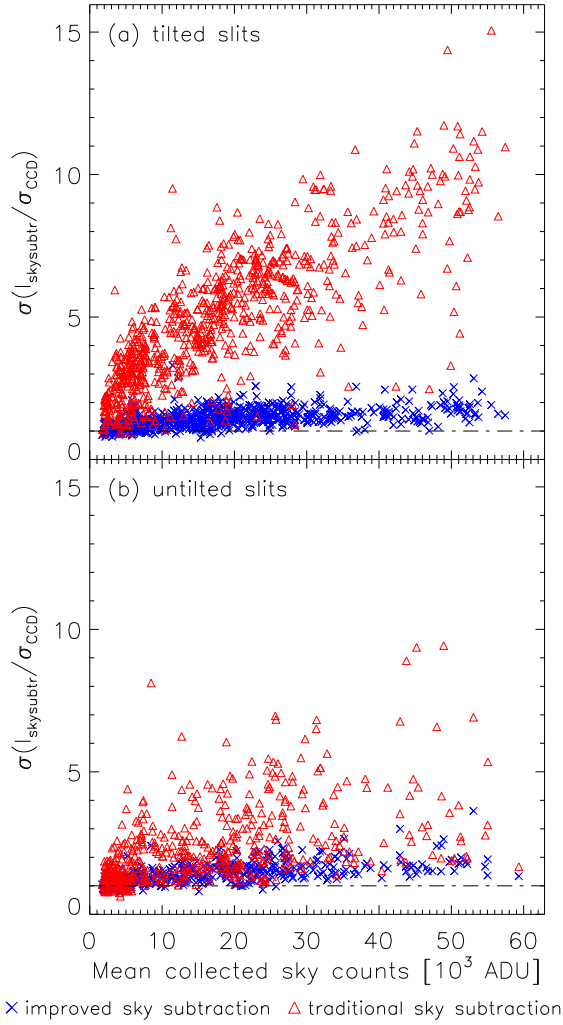 15
(a) tilted slits
10
5
0
σ(I_skysubtr/σ_CCD)
15
(b) untilted slits
10
5
0
σ(I_skysubtr/σ_CCD)
0 10 20 30 40 50 60
Mean collected sky counts [10³ ADU]
improved sky subtraction traditional sky subtraction